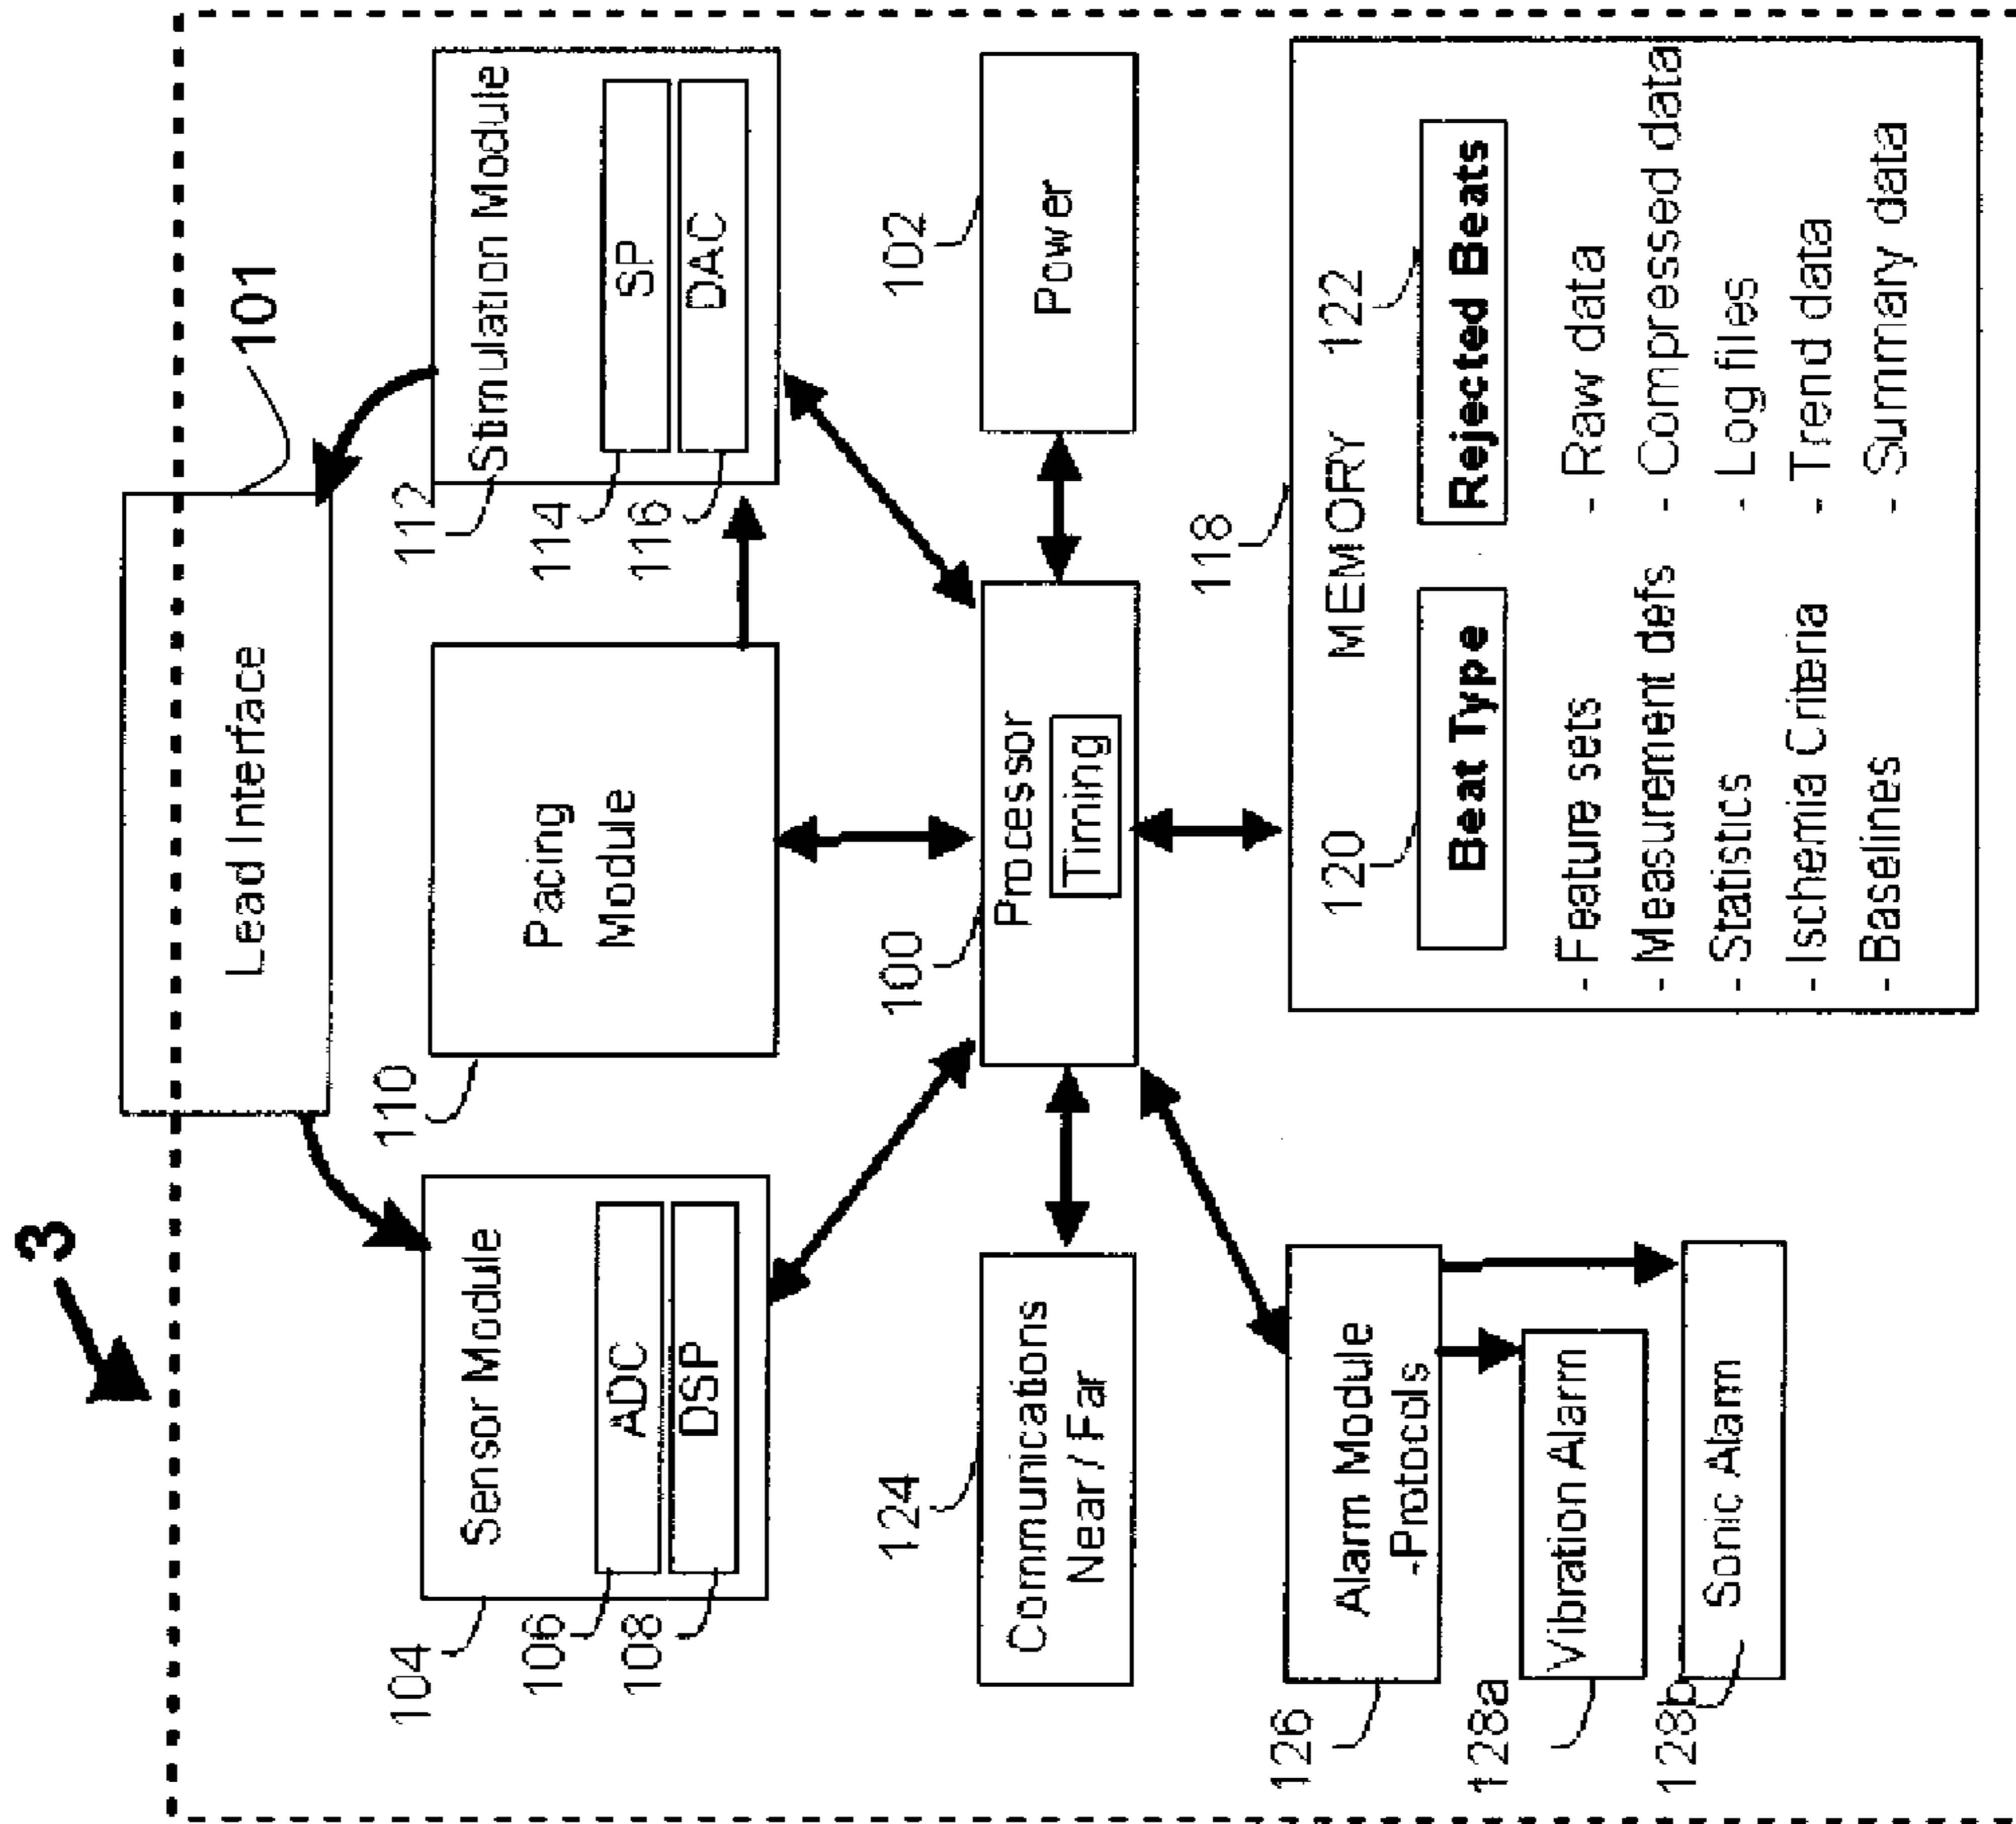 3
Lead Interface
101
104
Sensor Module
106
ADC
108
DSP
110
Pacing
Module
112
Stimulation Module
114
SP
116
DAC
124
Communications
Near / Far
100
Processor
Timing
102
Power
126
Alarm Module
-Protocols
128a
Vibration Alarm
128b
Sonic Alarm
118
MEMORY
120
Beat Type
122
Rejected Beats
- Feature sets
- Measurement defs
- Statistics
- Ischemia Criteria
- Baselines
- Raw data
- Compressed data
- Log files
- Trend data
- Summary data